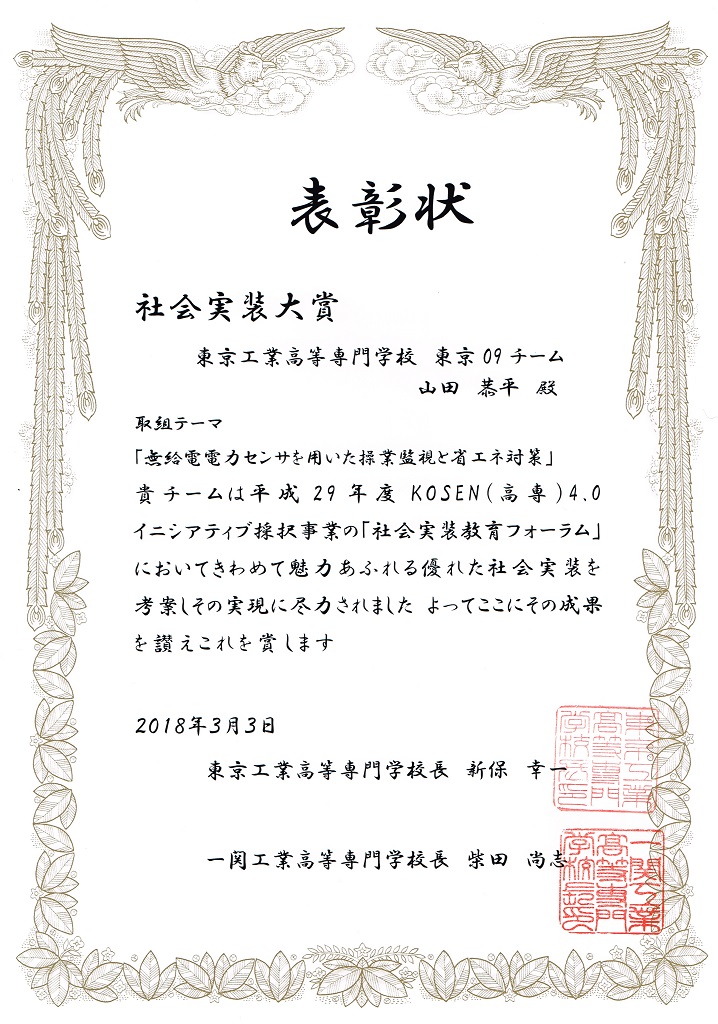 表彰状
社会実装大賞
東京工業高等専門学校 東京09チーム
山田 恭平 殿
取組テーマ
「無給電電力センサを用いた操業監視と省エネ対策」
貴チームは平成29年度KOSEN(高専)4.0
イニシアティブ採択事業の「社会実装教育フォーラム」
においてきわめて魅力あふれる優れた社会実装を
考案しその実現に尽力されました よってここにその成果
を讃えこれを賞します
2018年3月3日
東京工業高等専門学校長 新保 幸一
東京工業高等専門学校長印
一関工業高等専門学校長 柴田 尚志
一関工業高等専門学校長印